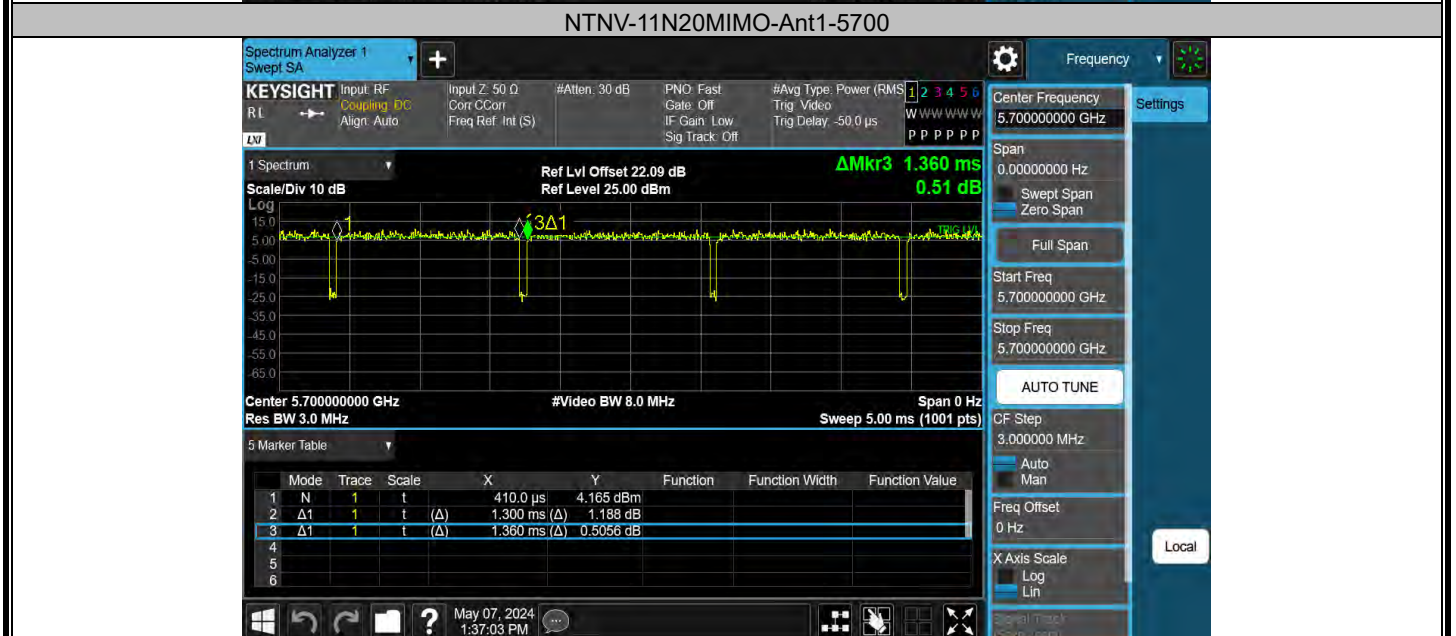 NTNV-11N20MIMO-Ant1-5700
Spectrum Analyzer 1
Swept SA
+
Frequency
KEYSIGHT
RL
LXI
Input: RF
Coupling: DC
Align: Auto
Input Z: 50 Ω
Corr CCorr
Freq Ref: Int (S)
#Atten: 30 dB
PNO: Fast
Gate: Off
IF Gain: Low
Sig Track: Off
#Avg Type: Power (RMS
Trig: Video
Trig Delay: -50.0 µs
1 2 3 4 5 6
W W W W W W
P P P P P P
Center Frequency
5.700000000 GHz
Settings
1 Spectrum
Scale/Div 10 dB
Ref Lvl Offset 22.09 dB
Ref Level 25.00 dBm
ΔMkr3 1.360 ms
0.51 dB
Span
0.00000000 Hz
Swept Span
Zero Span
Log
15.0
5.00
-5.00
-15.0
-25.0
-35.0
-45.0
-55.0
-65.0
1
3Δ1
TRIG LVL
Full Span
Start Freq
5.700000000 GHz
Stop Freq
5.700000000 GHz
AUTO TUNE
Center 5.700000000 GHz
#Video BW 8.0 MHz
Span 0 Hz
Res BW 3.0 MHz
Sweep 5.00 ms (1001 pts)
CF Step
3.000000 MHz
Auto
Man
5 Marker Table
Mode Trace Scale X Y Function Function Width Function Value
1 N 1 t 410.0 µs 4.165 dBm
2 Δ1 1 t (Δ) 1.300 ms (Δ) 1.188 dB
3 Δ1 1 t (Δ) 1.360 ms (Δ) 0.5056 dB
4
5
6
Freq Offset
0 Hz
X Axis Scale
Log
Lin
Local
?
May 07, 2024
1:37:03 PM
Signal Track